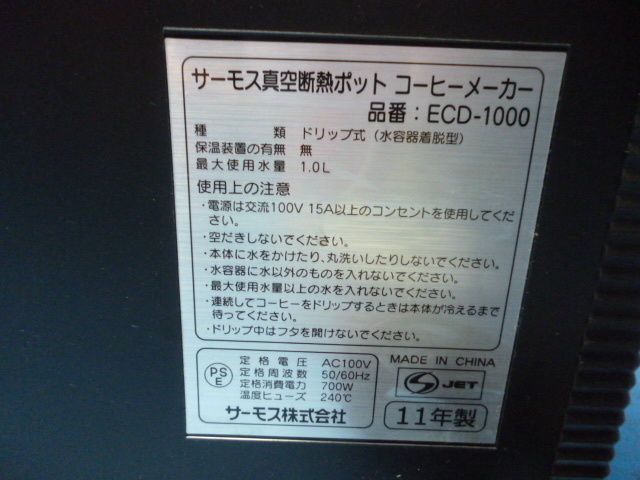 サーモス真空断熱ポット コーヒーメーカー
品番：ECD-1000
種　類 ドリップ式（水容器着脱型）
保温装置の有無 無
最大使用水量 1.0L
使用上の注意
・電源は交流100V 15A以上のコンセントを使用してくだ
さい。
・空だきしないでください。
・本体に水をかけたり、丸洗いしたりしないでください。
・水容器に水以外のものを入れないでください。
・最大使用水量以上の水を入れないでください。
・連続してコーヒーをドリップするときは本体が冷えるまで
待ってください。
・ドリップ中はフタを開けないでください。
PS
E
定格電圧 AC100V
定格周波数 50/60Hz
定格消費電力 700W
温度ヒューズ 240℃
サーモス株式会社
MADE IN CHINA
JET
11年製